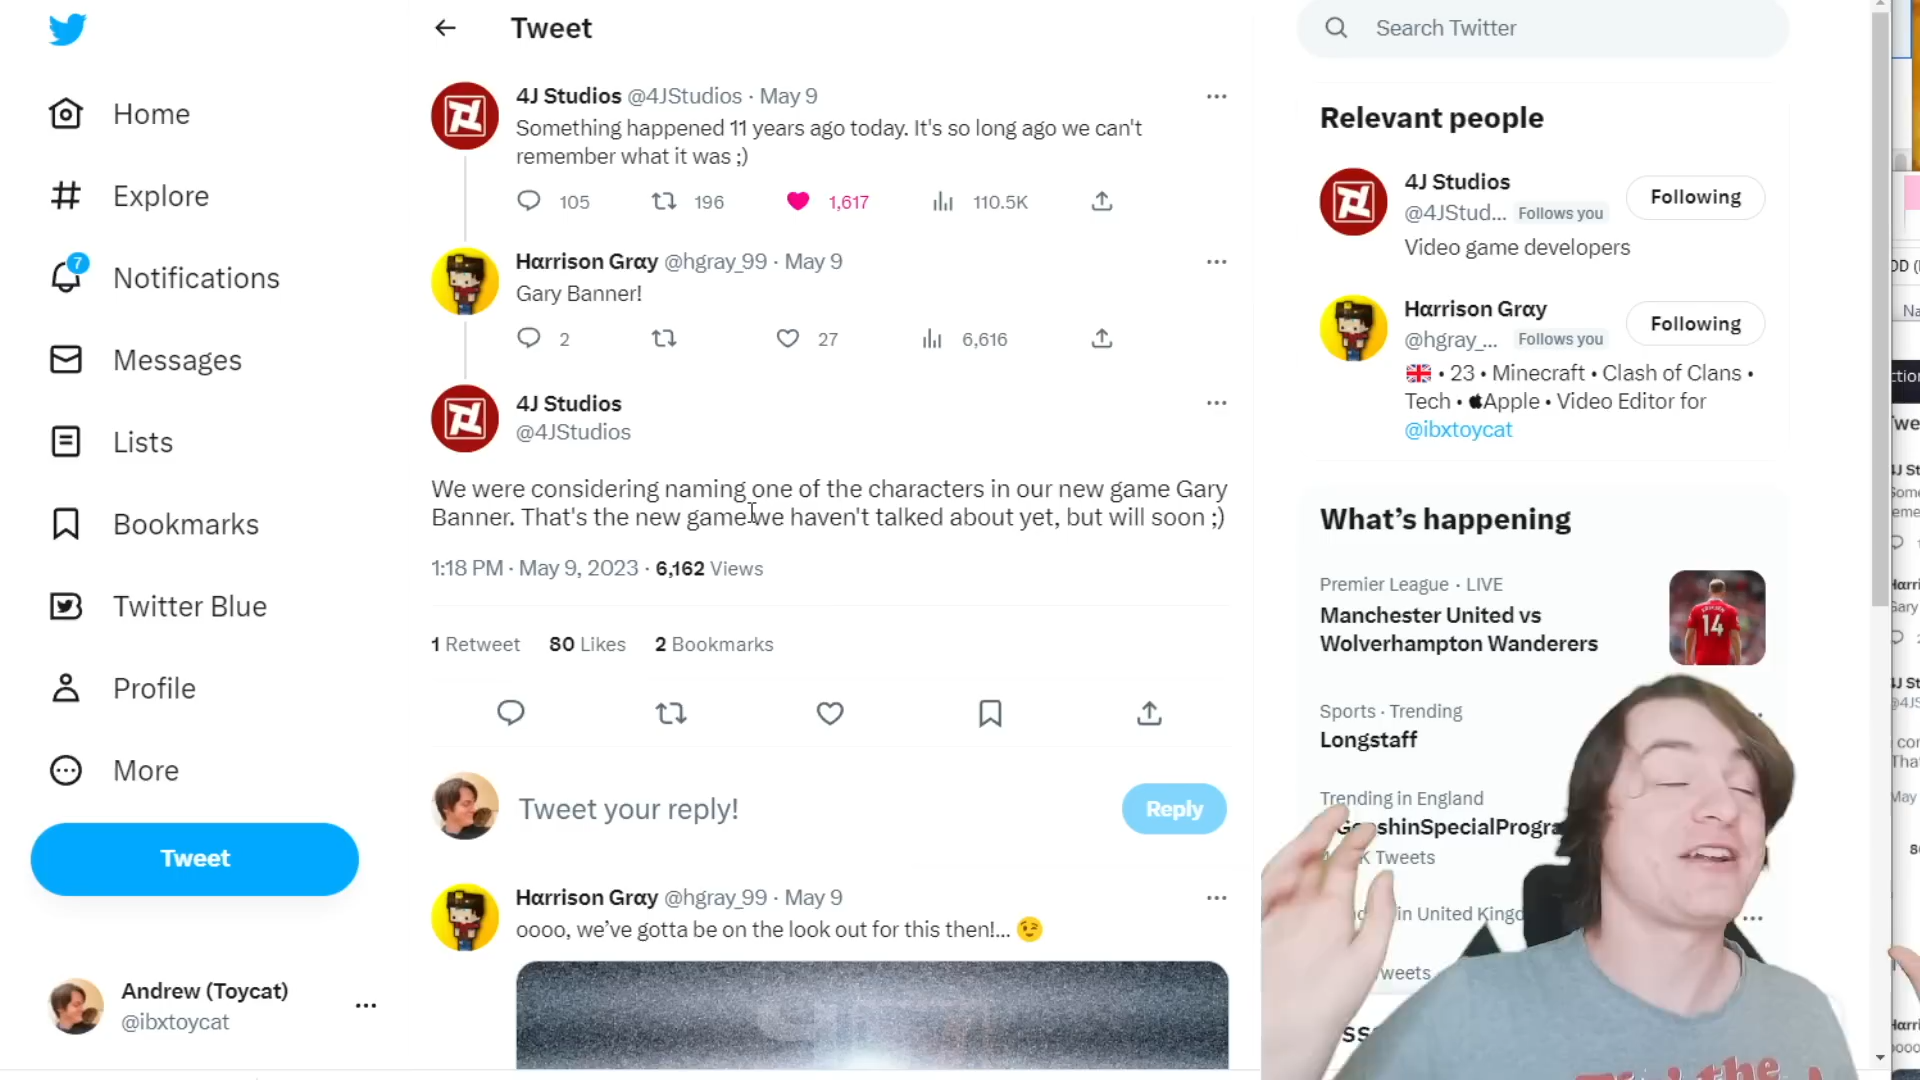 Home
Explore
7
Notifications
Messages
Lists
Bookmarks
Twitter Blue
Profile
More
Tweet
Andrew (Toycat)
@ibxtoycat
Tweet
4J Studios @4JStudios · May 9
Something happened 11 years ago today. It's so long ago we can't
remember what it was ;)
105 196 1,617 110.5K
Harrison Gray @hgray_99 · May 9
Gary Banner!
2 27 6,616
4J Studios
@4JStudios
We were considering naming one of the characters in our new game Gary
Banner. That's the new game we haven't talked about yet, but will soon ;)
1:18 PM · May 9, 2023 · 6,162 Views
1 Retweet 80 Likes 2 Bookmarks
Tweet your reply!
Reply
Harrison Gray @hgray_99 · May 9
oooo, we've gotta be on the look out for this then!... 😉
Search Twitter
Relevant people
4J Studios
@4JStud... Follows you
Following
Video game developers
Harrison Gray
@hgray_... Follows you
Following
🇬🇧 • 23 • Minecraft • Clash of Clans •
Tech • Apple • Video Editor for
@ibxtoycat
What's happening
Premier League · LIVE
Manchester United vs
Wolverhampton Wanderers
14
Sports · Trending
Longstaff
Trending in England
GenshinSpecialProgra
K Tweets
in United Kingd
weets
the